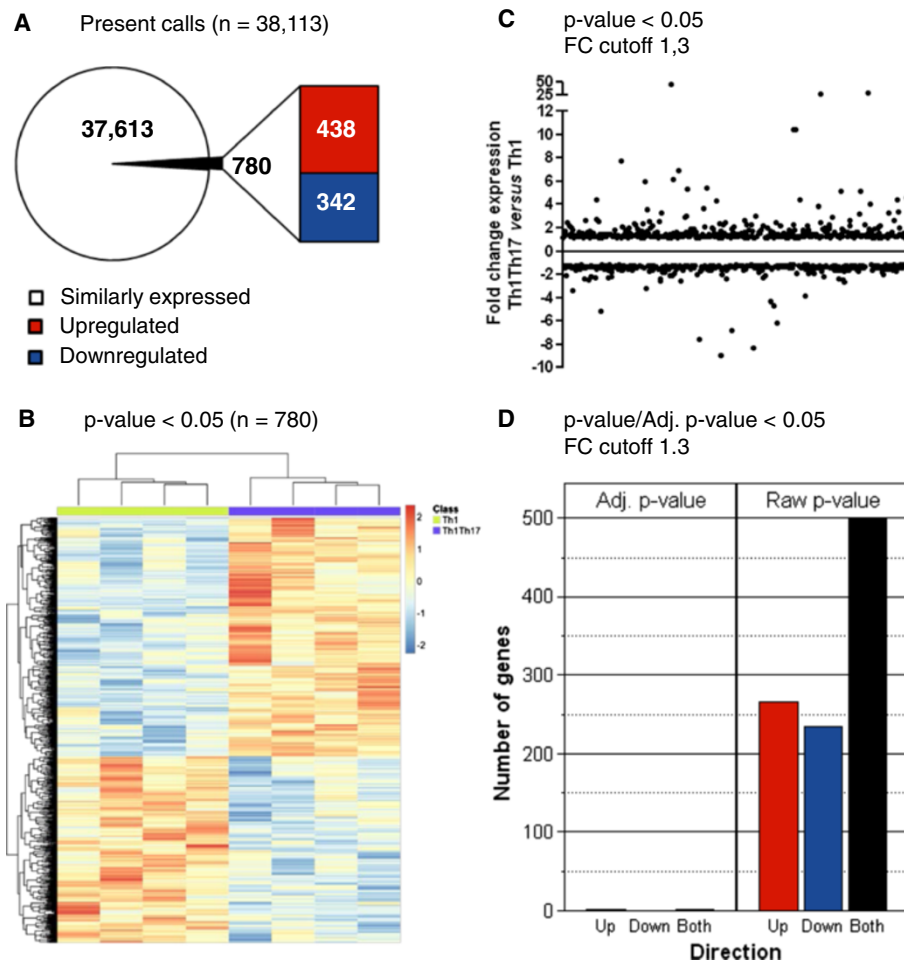 A Present calls (n = 38,113)
37,613
780
438
342
Similarly expressed
Upregulated
Downregulated
B p-value < 0.05 (n = 780)
Class
Th1
Th1Th17
2
1
0
-1
-2
C p-value < 0.05
FC cutoff 1,3
Fold change expression
Th1Th17 versus Th1
50
25
12
10
8
6
4
2
0
-2
-4
-6
-8
-10
D p-value/Adj. p-value < 0.05
FC cutoff 1.3
Adj. p-value Raw p-value
Number of genes
500
400
300
200
100
0
Up Down Both Up Down Both
Direction